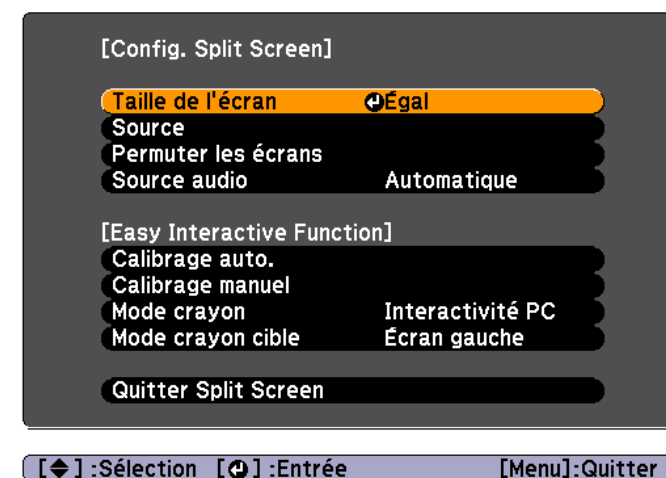 [Config. Split Screen]
Taille de l'écran Égal
Source
Permuter les écrans
Source audio Automatique
[Easy Interactive Function]
Calibrage auto.
Calibrage manuel
Mode crayon Interactivité PC
Mode crayon cible Écran gauche
Quitter Split Screen
[◆] :Sélection [⏎] :Entrée [Menu]:Quitter